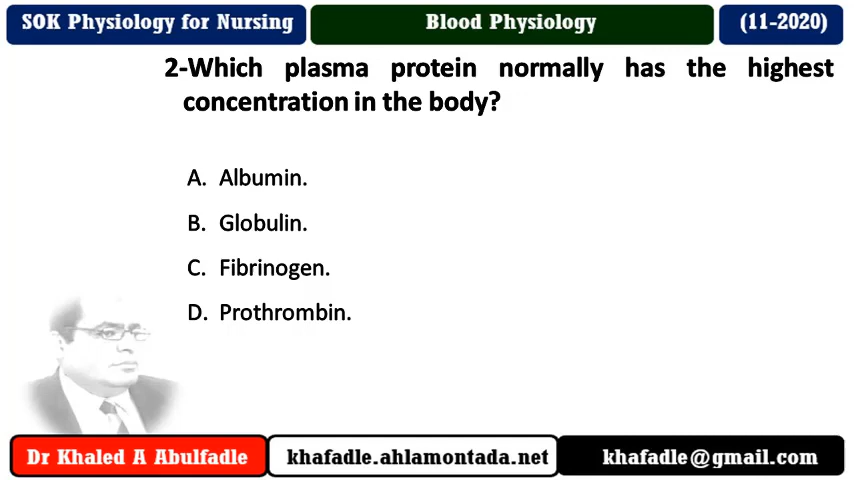 SOK Physiology for Nursing
Blood Physiology
(11-2020)
2-Which plasma protein normally has the highest
concentration in the body?
A. Albumin.
B. Globulin.
C. Fibrinogen.
D. Prothrombin.
Dr Khaled A Abulfadle
khafadle.ahlamontada.net
khafadle@gmail.com